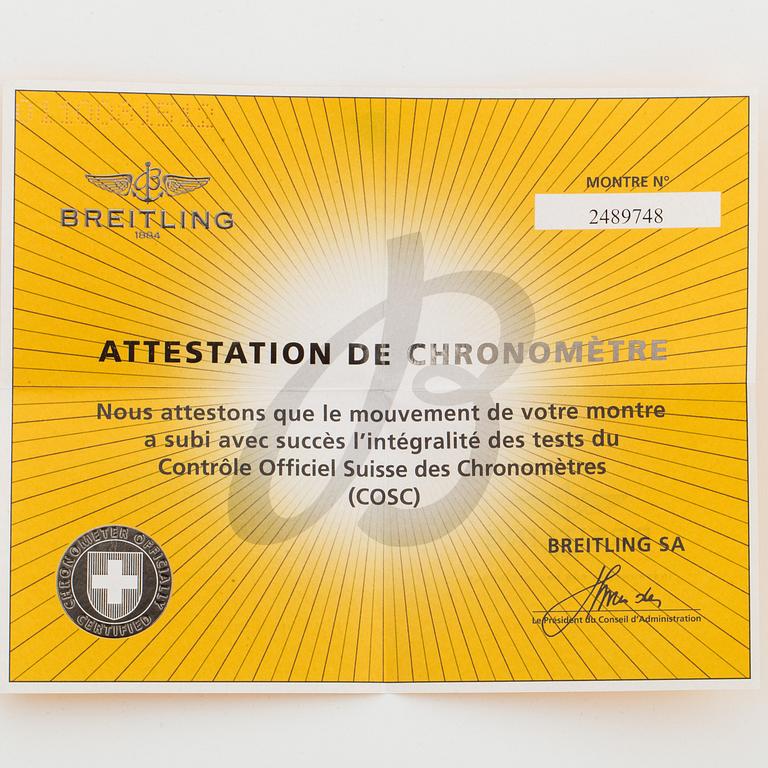 BREITLING
1884
MONTRE N°
2489748
ATTESTATION DE CHRONOMÈTRE
Nous attestons que le mouvement de votre montre
a subi avec succès l'intégralité des tests du
Contrôle Officiel Suisse des Chronomètres
(COSC)
CHRONOMETER OFFICIALLY
CERTIFIED
BREITLING SA
Le Président du Conseil d'Administration